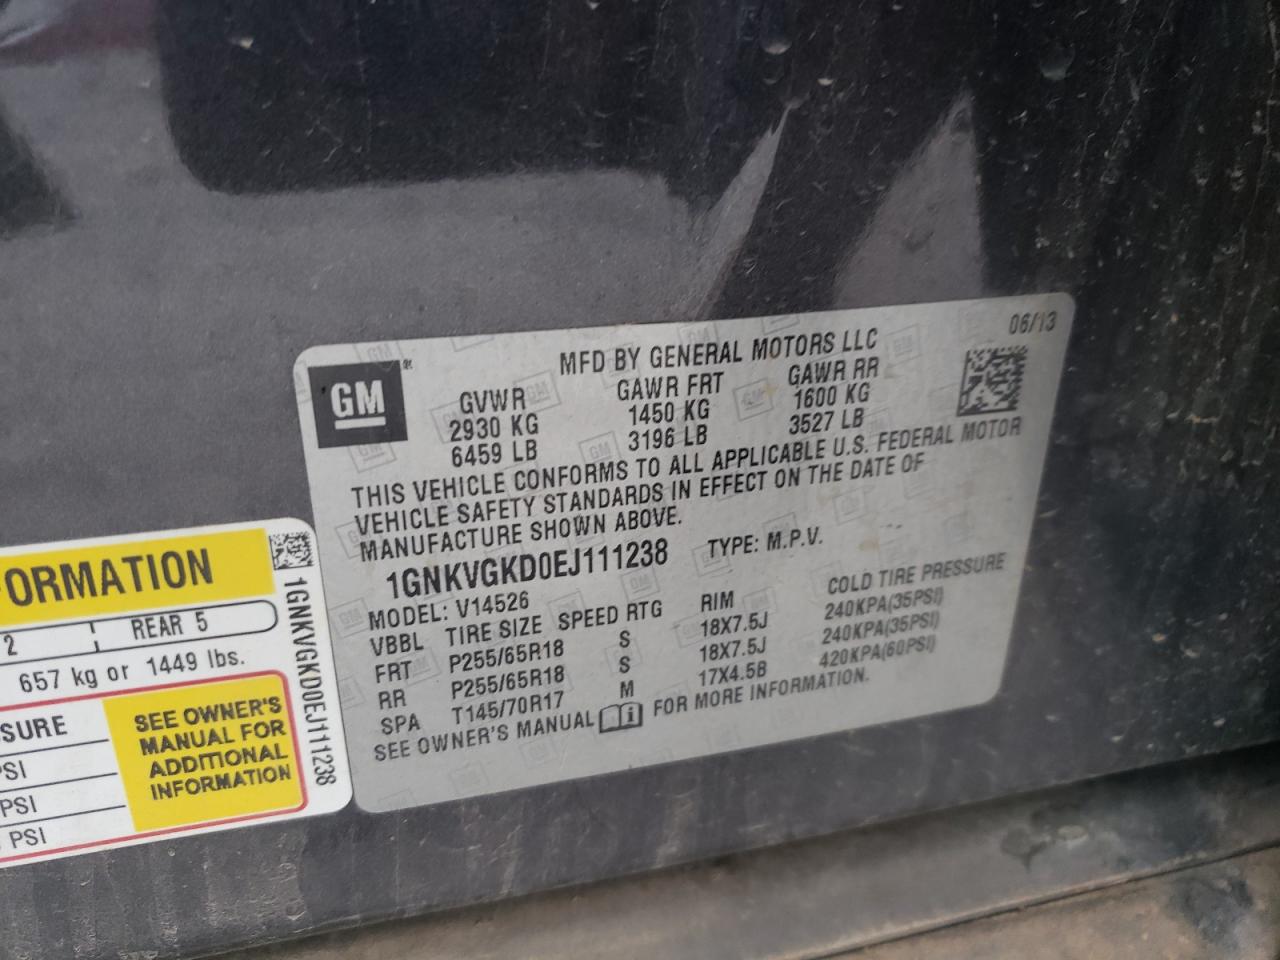 06/13
GM
MFD BY GENERAL MOTORS LLC
GVWR GAWR FRT GAWR RR
2930 KG 1450 KG 1600 KG
6459 LB 3196 LB 3527 LB
THIS VEHICLE CONFORMS TO ALL APPLICABLE U.S. FEDERAL MOTOR
VEHICLE SAFETY STANDARDS IN EFFECT ON THE DATE OF
MANUFACTURE SHOWN ABOVE.
1GNKVGKD0EJ111238 TYPE: M.P.V.
MODEL: V14526
VBBL TIRE SIZE SPEED RTG RIM COLD TIRE PRESSURE
FRT P255/65R18 S 18X7.5J 240KPA(35PSI)
RR P255/65R18 S 18X7.5J 240KPA(35PSI)
SPA T145/70R17 M 17X4.5B 420KPA(60PSI)
SEE OWNER'S MANUAL FOR MORE INFORMATION.
ORMATION
2 REAR 5
657 kg or 1449 lbs.
SURE
PSI
PSI
PSI
SEE OWNER'S
MANUAL FOR
ADDITIONAL
INFORMATION
1GNKVGKD0EJ111238